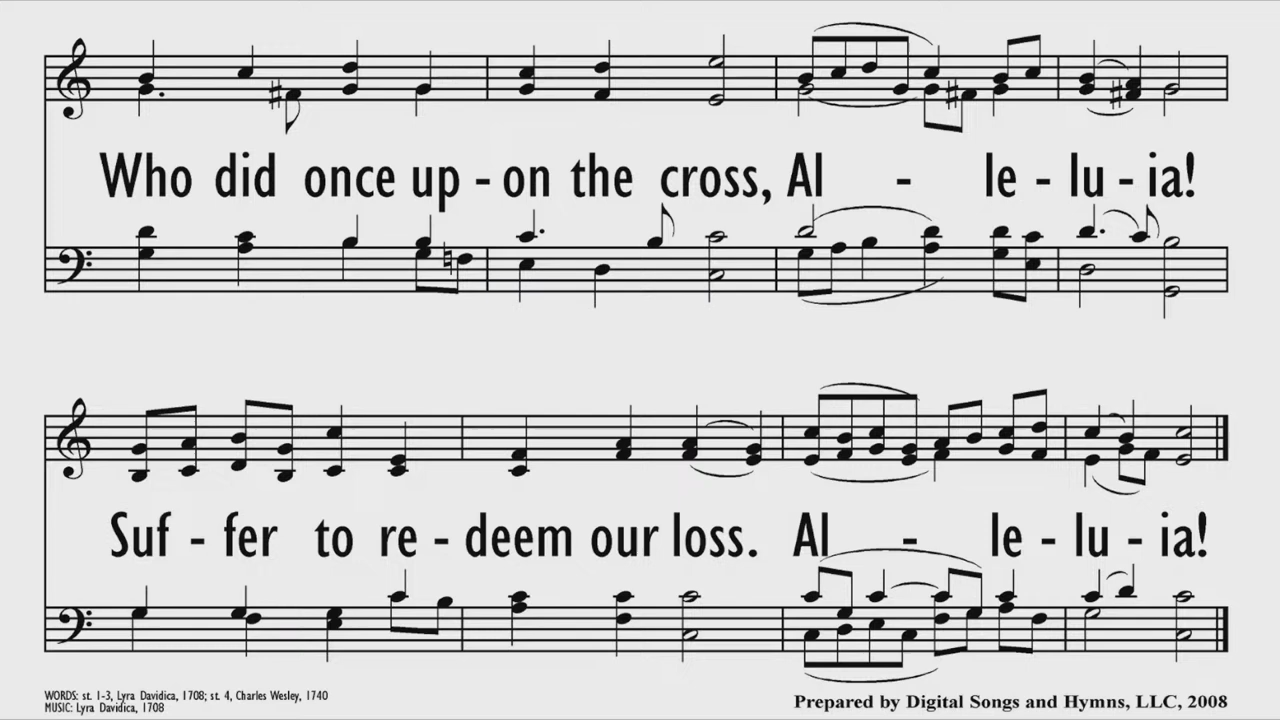 Who did once up - on the cross, Al - le - lu - ia!
Suf - fer to re - deem our loss. Al - le - lu - ia!
WORDS: st. 1-3, Lyra Davidica, 1708; st. 4, Charles Wesley, 1740
MUSIC: Lyra Davidica, 1708
Prepared by Digital Songs and Hymns, LLC, 2008